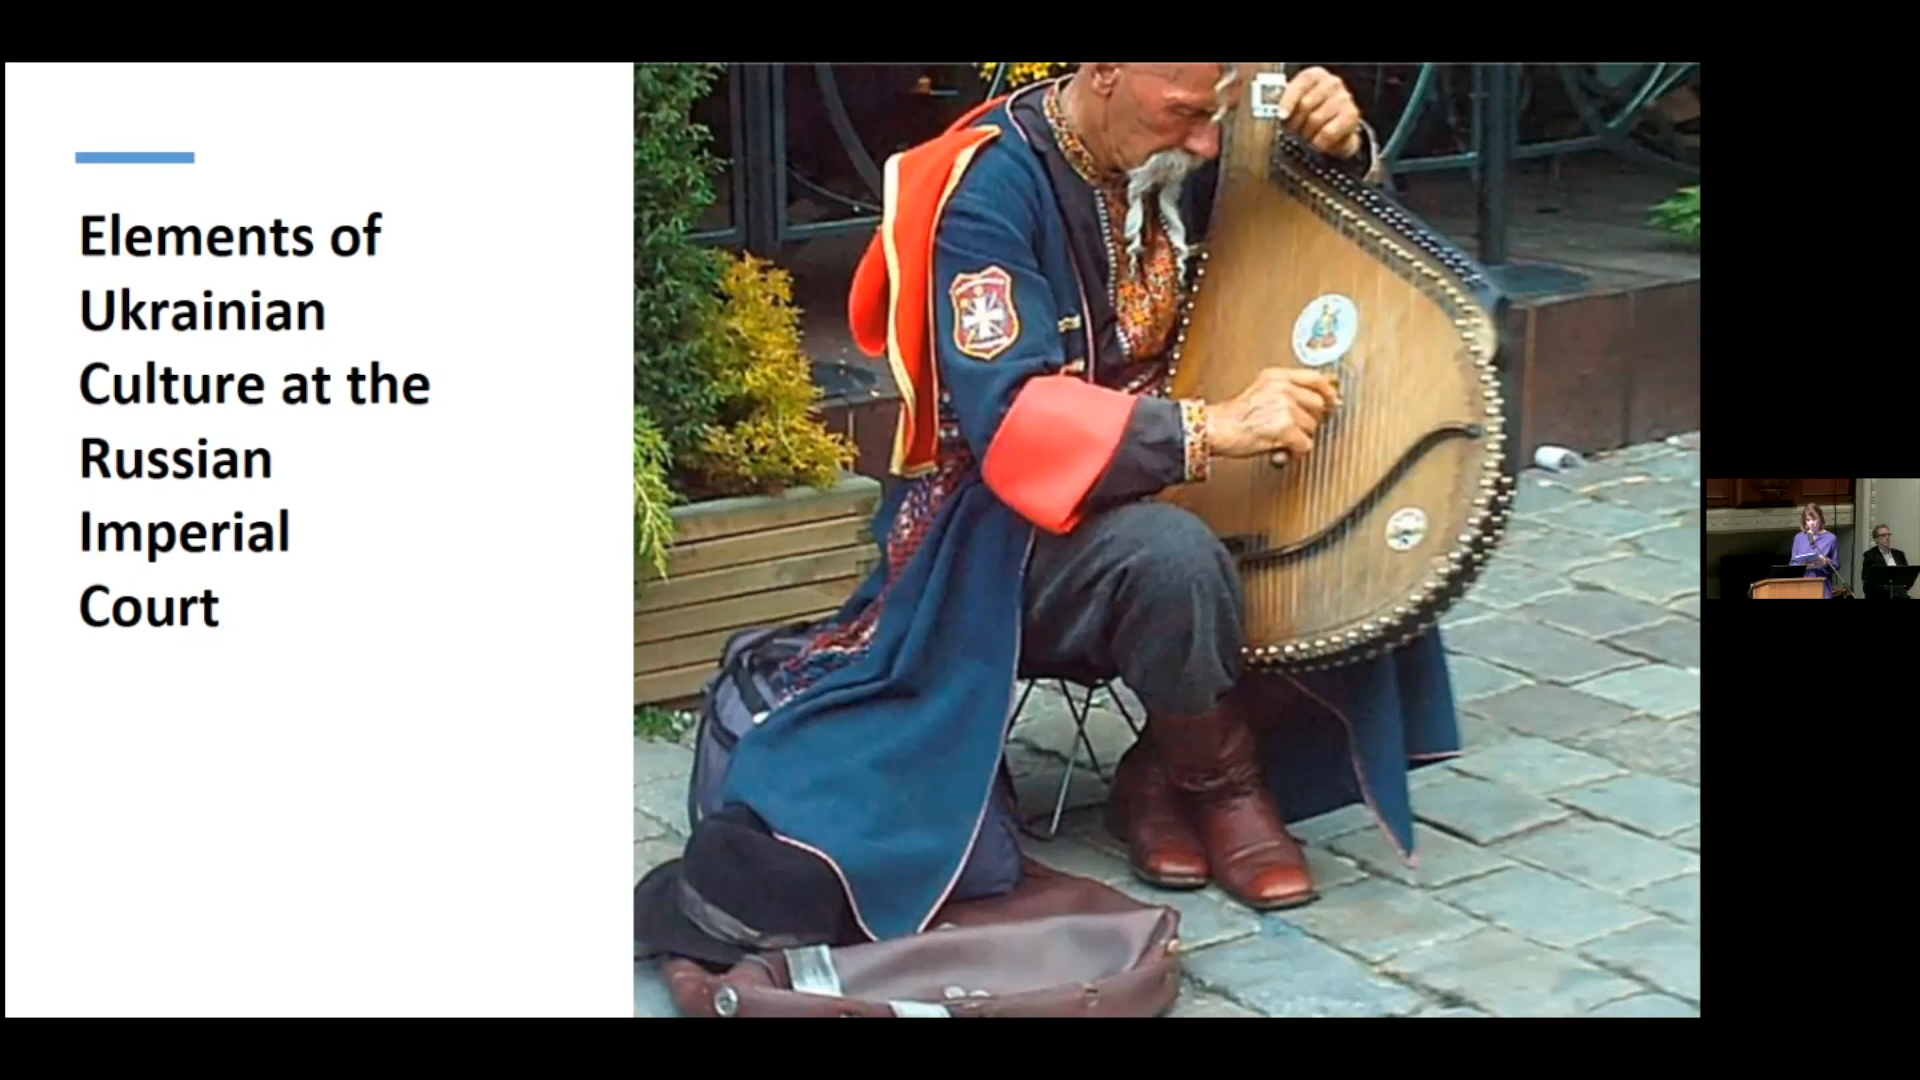 Elements of
Ukrainian
Culture at the
Russian
Imperial
Court